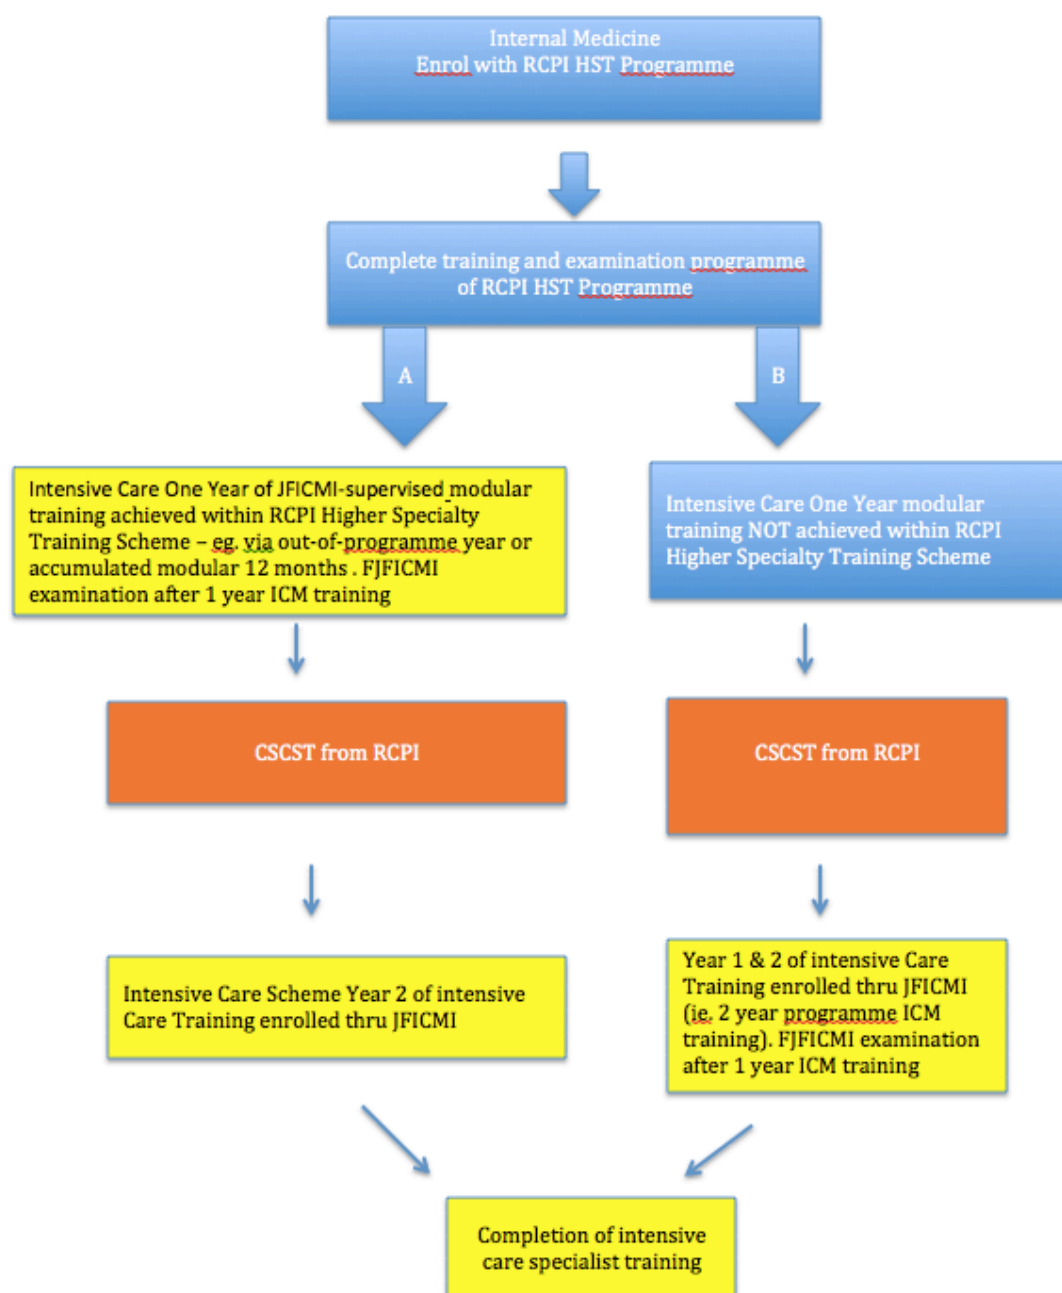 Internal Medicine
Enrol with RCPI HST Programme
Complete training and examination programme
of RCPI HST Programme
A
B
Intensive Care One Year of JFICMI-supervised modular
training achieved within RCPI Higher Specialty
Training Scheme – eg. via out-of-programme year or
accumulated modular 12 months . FJFICMI
examination after 1 year ICM training
Intensive Care One Year modular
training NOT achieved within RCPI
Higher Specialty Training Scheme
CSCST from RCPI
CSCST from RCPI
Intensive Care Scheme Year 2 of intensive
Care Training enrolled thru JFICMI
Year 1 & 2 of intensive Care
Training enrolled thru JFICMI
(ie. 2 year programme ICM
training). FJFICMI examination
after 1 year ICM training
Completion of intensive
care specialist training